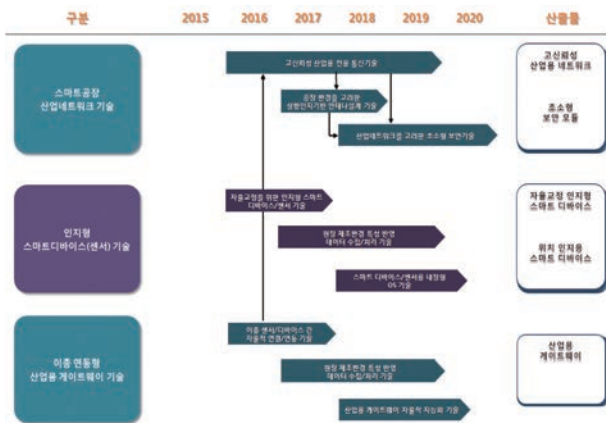 구분 2015 2016 2017 2018 2019 2020 산출물
스마트공장
산업네트워크 기술
고신뢰성 산업용 전용 통신기술
공장 환경을 고려한
상황인지기반 안테나설계 기술
산업네트워크를 고려한 초소형 보안기술
고신뢰성
산업용 네트워크
초소형
보안 모듈
인지형
스마트디바이스(센서) 기술
자율교정을 위한 인지형 스마트
디바이스/센서 기술
현장 제조환경 특성 반영
데이터 수집/처리 기술
스마트 디바이스/센서용 내장형
OS 기술
자율교정 인지형
스마트 디바이스
위치 인지용
스마트 디바이스
이종 연동형
산업용 게이트웨이 기술
이종 센서/디바이스 간
자율적 연결/연동 기술
현장 제조환경 특성 반영
데이터 수집/처리 기술
산업용 게이트웨이 자율적 지능화 기술
산업용
게이트웨이